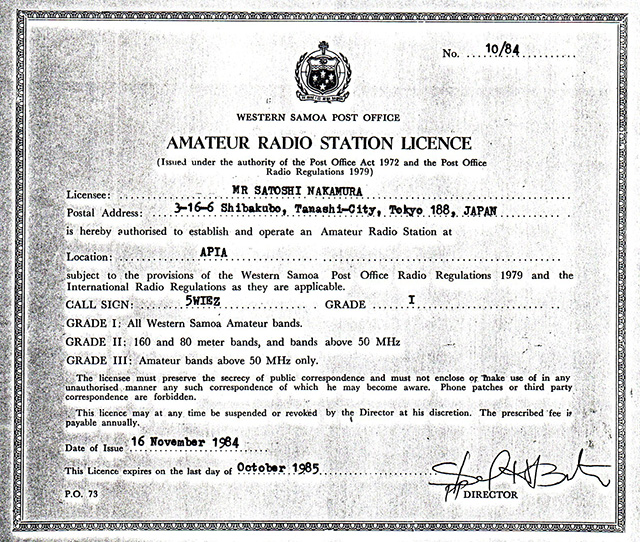 No. 10/84
WESTERN SAMOA POST OFFICE
AMATEUR RADIO STATION LICENCE
(Issued under the authority of the Post Office Act 1972 and the Post Office
Radio Regulations 1979)
Licensee: MR SATOSHI NAKAMURA
Postal Address: 3-16-6 Shibakubo, Tanashi-City, Tokyo 188, JAPAN
is hereby authorised to establish and operate an Amateur Radio Station at
Location: APIA
subject to the provisions of the Western Samoa Post Office Radio Regulations 1979 and the
International Radio Regulations as they are applicable.
CALL SIGN: 5WIEZ GRADE I
GRADE I: All Western Samoa Amateur bands.
GRADE II: 160 and 80 meter bands, and bands above 50 MHz
GRADE III: Amateur bands above 50 MHz only.
The licensee must preserve the secrecy of public correspondence and must not enclose or make use of in any
unauthorised manner any such correspondence of which he may become aware. Phone patches or third party
correspondence are forbidden.
This licence may at any time be suspended or revoked by the Director at his discretion. The prescribed fee is
payable annually.
Date of Issue 16 November 1984
This Licence expires on the last day of October 1985
P.O. 73
DIRECTOR